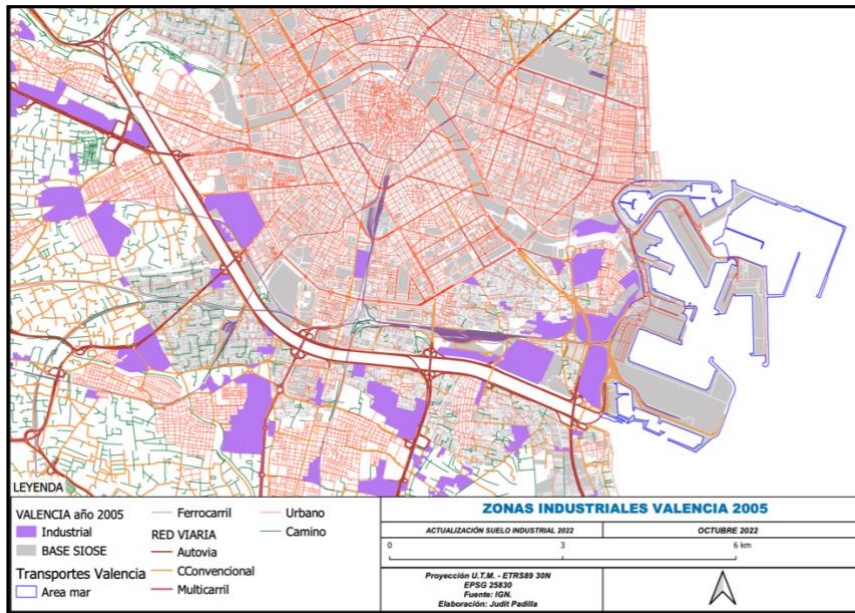 LEYENDA
VALENCIA año 2005
Industrial
BASE SIOSE
Transportes Valencia
Area mar
Ferrocarril
RED VIARIA
Autovia
CConvencional
Multicarril
Urbano
Camino
ZONAS INDUSTRIALES VALENCIA 2005
ACTUALIZACIÓN SUELO INDUSTRIAL 2022
OCTUBRE 2022
0 3 6 km
Proyección U.T.M. - ETRS89 30N
EPSG 25830
Fuente: IGN.
Elaboración: Judit Padilla